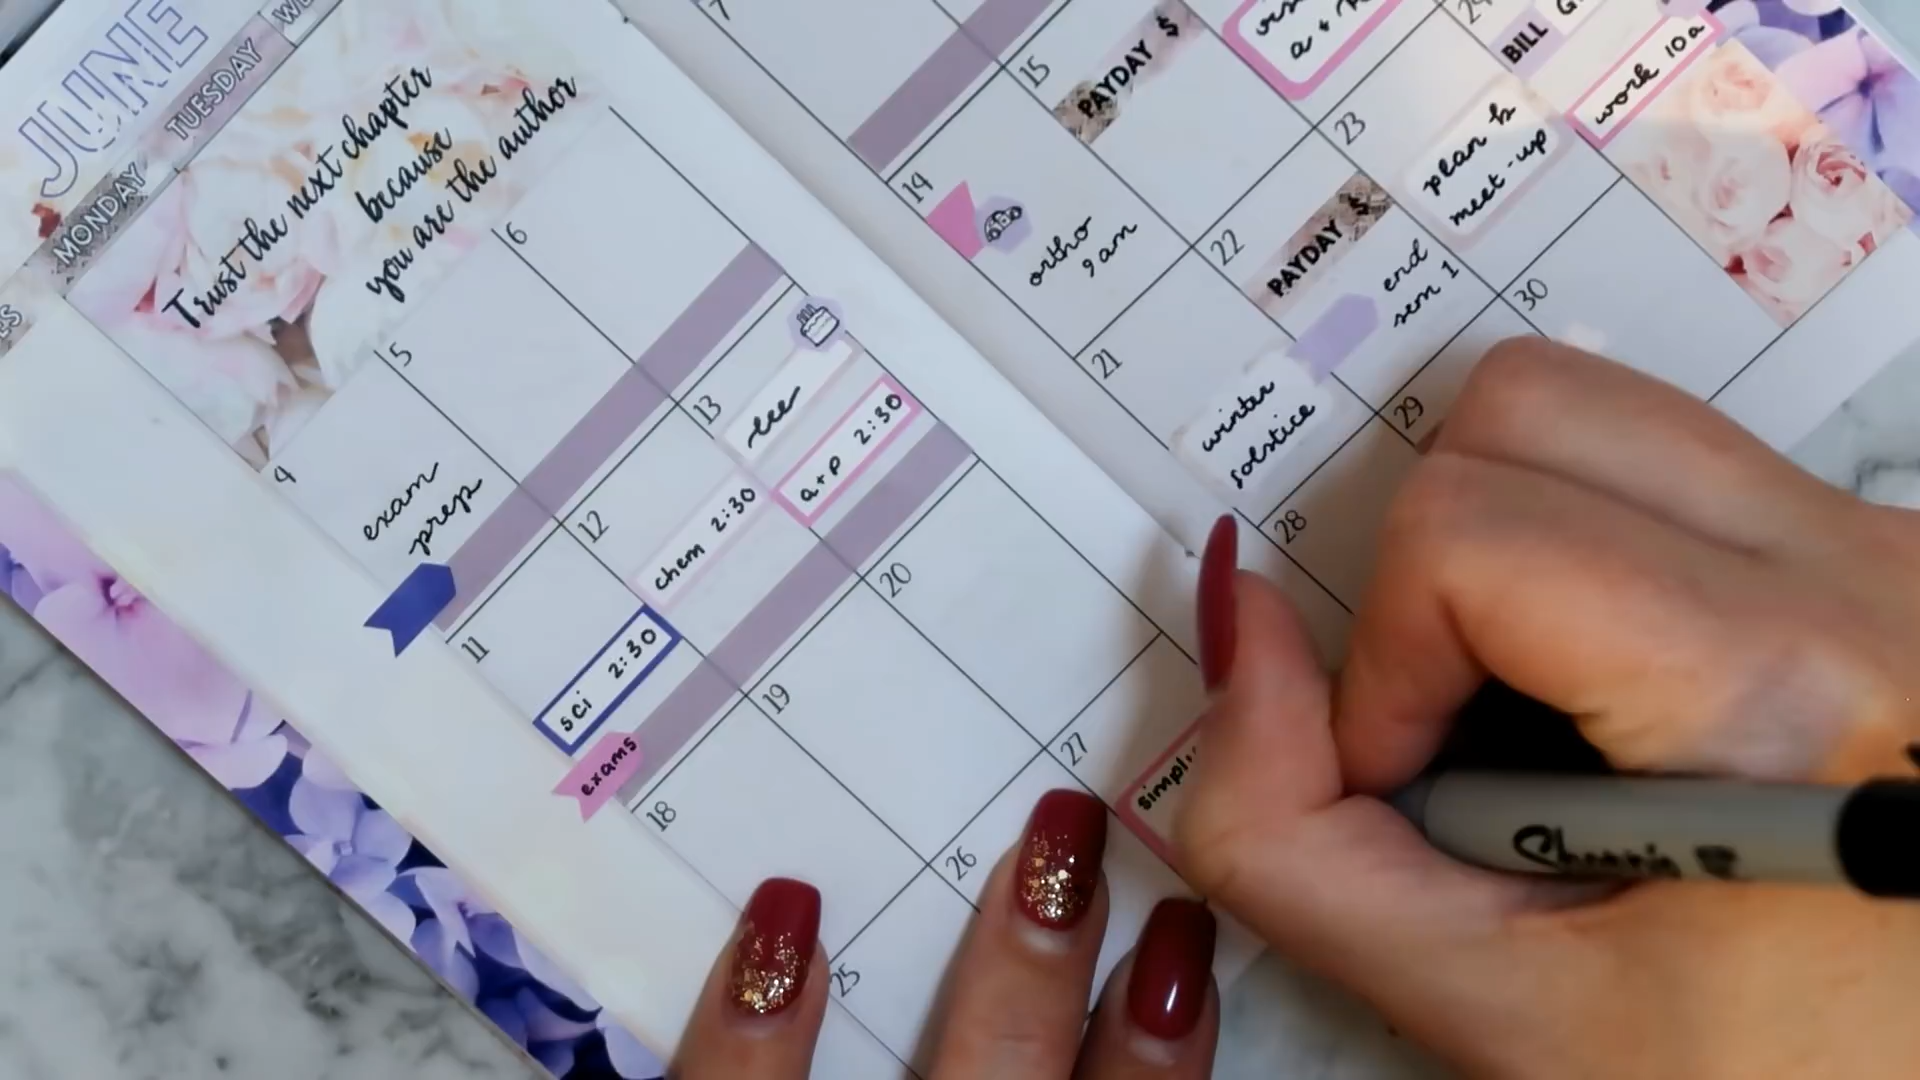 JUNE
MONDAY
TUESDAY
Trust the next chapter
because
you are the author
4
exam
prep
5
6
7
11
sci 2:30
exams
12
chem 2:30
13
lee
a+p 2:30
14
ortho
9am
15
PAYDAY $
18
19
20
21
winter
solstice
22
PAYDAY $
end
sem 1
23
plan
meet-up
24
BILL
work 10a
25
26
27
28
29
30
Sharpie